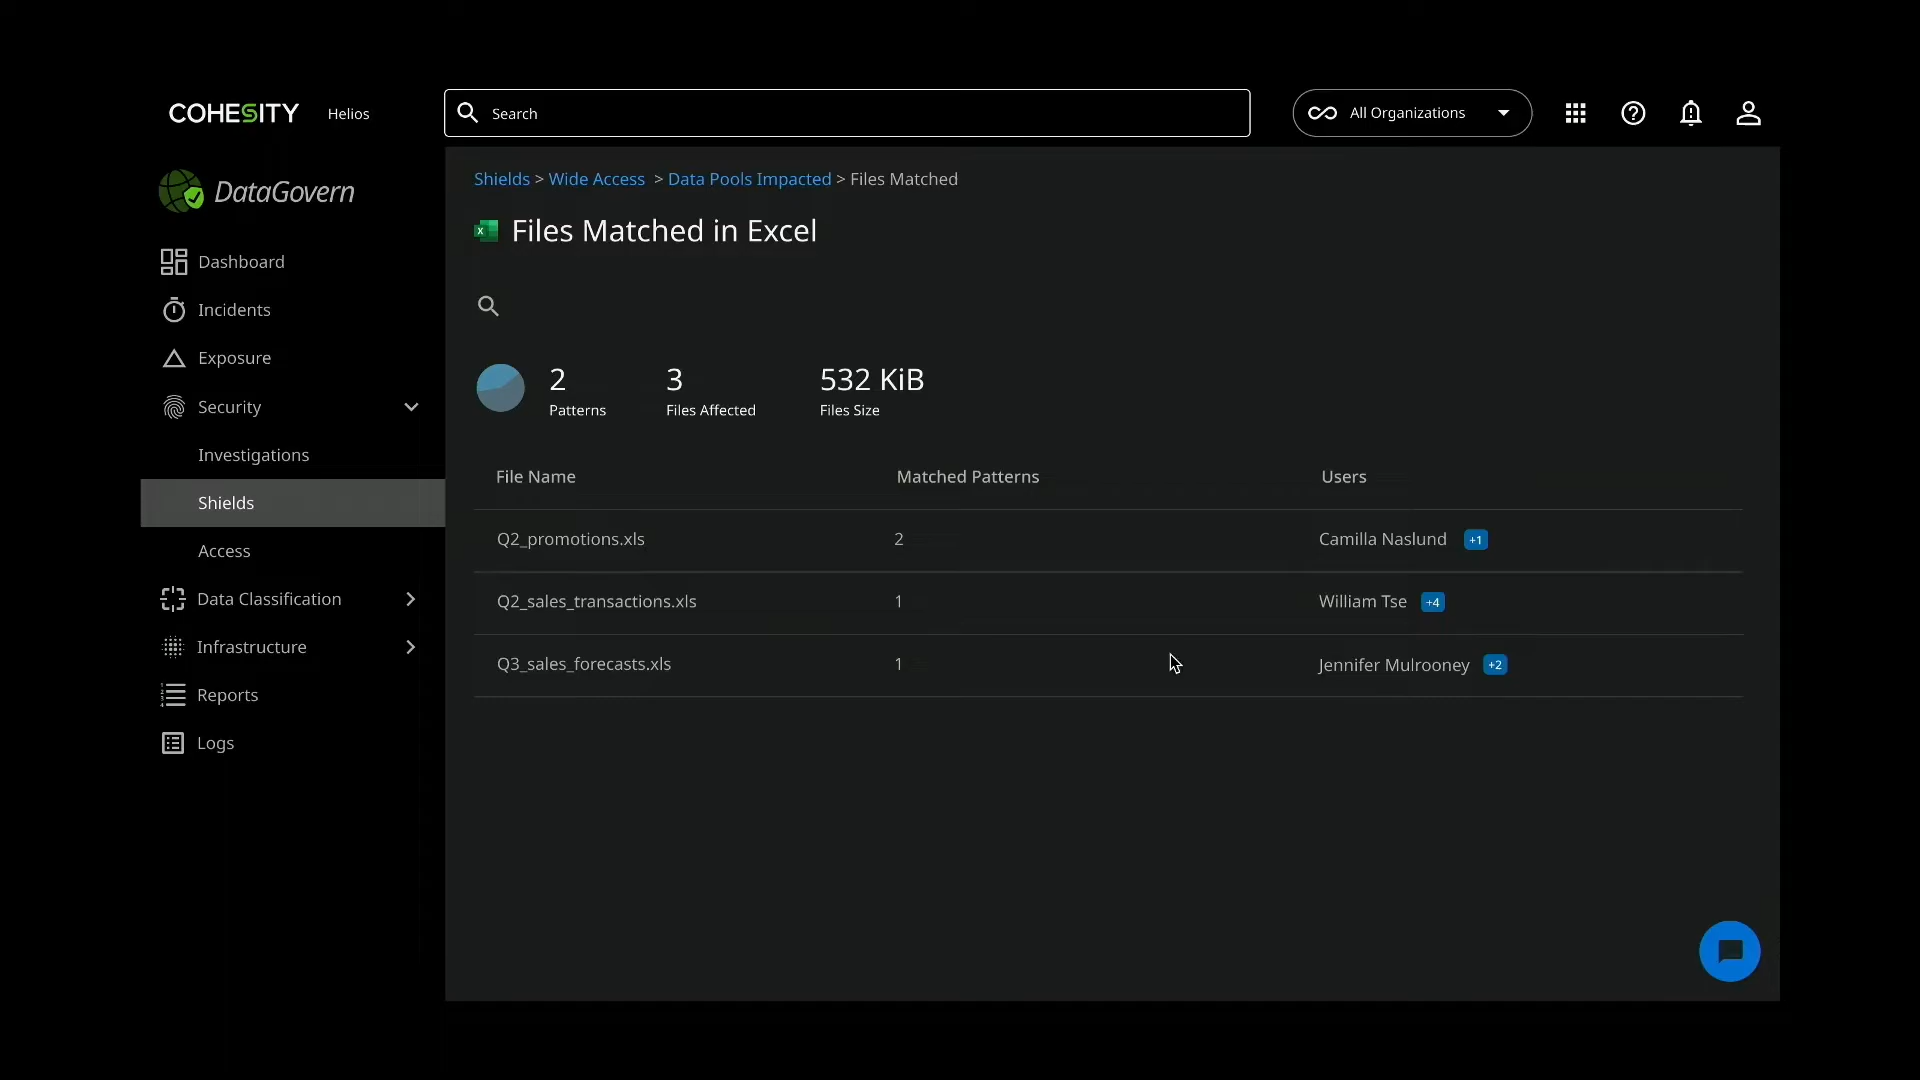 COHESITY Helios
Search
All Organizations
DataGovern
Dashboard
Incidents
Exposure
Security
Investigations
Shields
Access
Data Classification
Infrastructure
Reports
Logs
Shields > Wide Access > Data Pools Impacted > Files Matched
Files Matched in Excel
2
Patterns
3
Files Affected
532 KiB
Files Size
File Name Matched Patterns Users
Q2_promotions.xls 2 Camilla Naslund +1
Q2_sales_transactions.xls 1 William Tse +4
Q3_sales_forecasts.xls 1 Jennifer Mulrooney +2